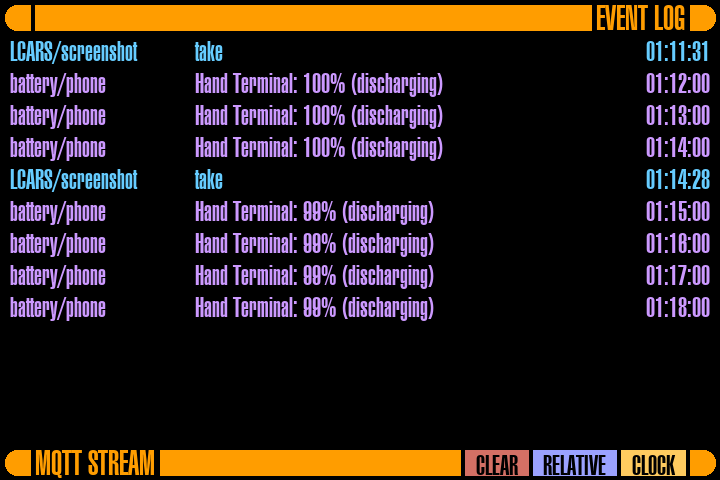 EVENT LOG
LCARS/screenshot take 01:11:31
battery/phone Hand Terminal: 100% (discharging) 01:12:00
battery/phone Hand Terminal: 100% (discharging) 01:13:00
battery/phone Hand Terminal: 100% (discharging) 01:14:00
LCARS/screenshot take 01:14:28
battery/phone Hand Terminal: 99% (discharging) 01:15:00
battery/phone Hand Terminal: 99% (discharging) 01:16:00
battery/phone Hand Terminal: 99% (discharging) 01:17:00
battery/phone Hand Terminal: 99% (discharging) 01:18:00
MQTT STREAM CLEAR RELATIVE CLOCK